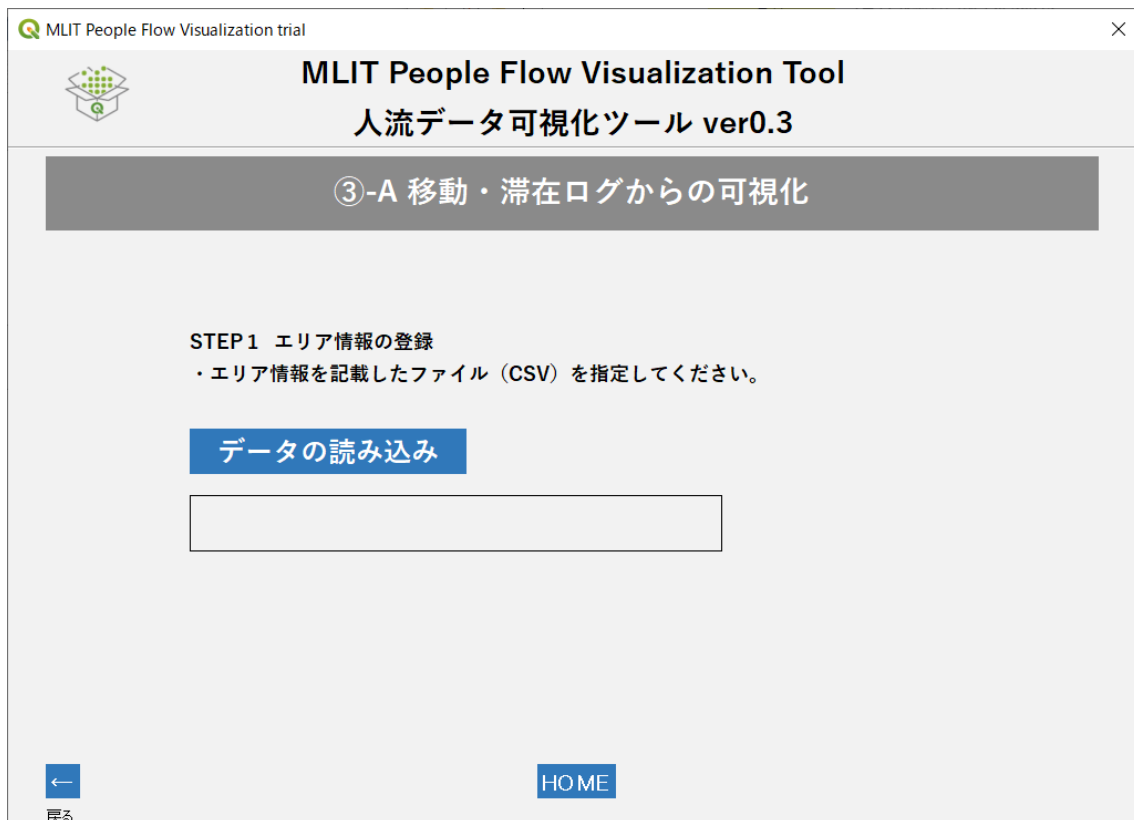 MLIT People Flow Visualization trial
MLIT People Flow Visualization Tool
人流データ可視化ツール ver0.3
③-A 移動・滞在ログからの可視化
STEP１ エリア情報の登録
・エリア情報を記載したファイル（CSV）を指定してください。
データの読み込み
←
HOME
戻る